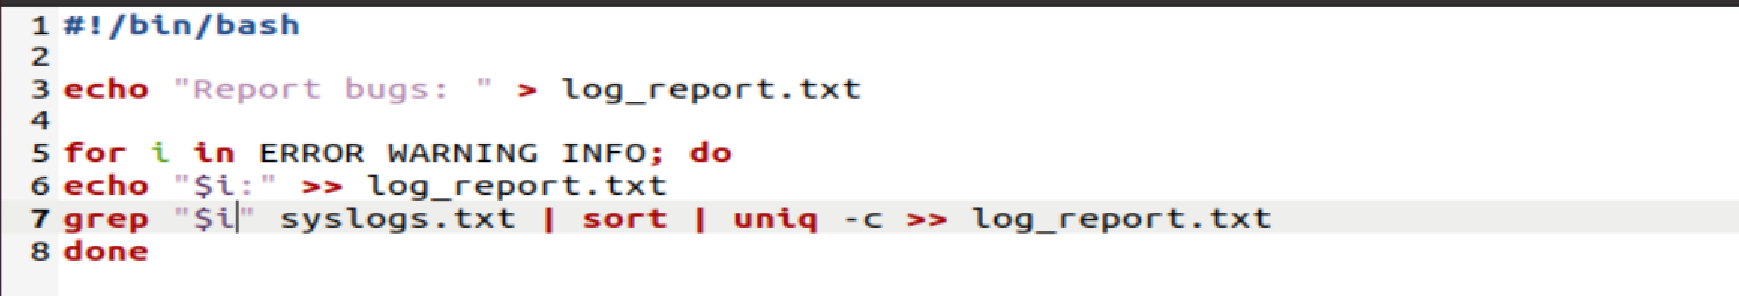 1 #!/bin/bash
2
3 echo "Report bugs: " > log_report.txt
4
5 for i in ERROR WARNING INFO; do
6 echo "$i:" >> log_report.txt
7 grep "$i" syslogs.txt | sort | uniq -c >> log_report.txt
8 done